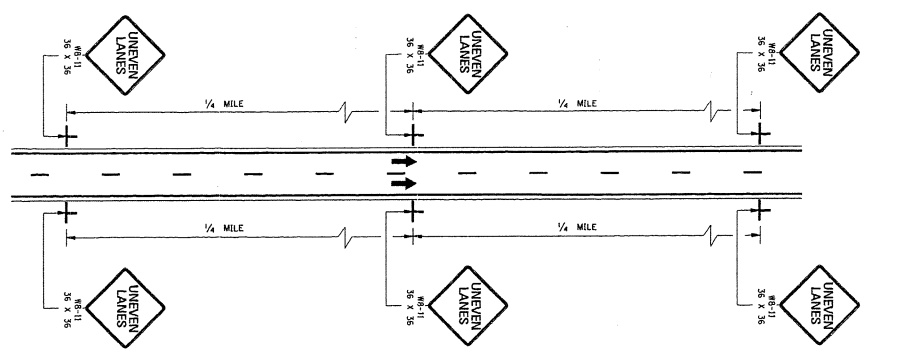 UNEVEN
LANES
W8-11
36 X 36
UNEVEN
LANES
W8-11
36 X 36
UNEVEN
LANES
W8-11
36 X 36
1/4 MILE
1/4 MILE
1/4 MILE
1/4 MILE
UNEVEN
LANES
W8-11
36 X 36
UNEVEN
LANES
W8-11
36 X 36
UNEVEN
LANES
W8-11
36 X 36